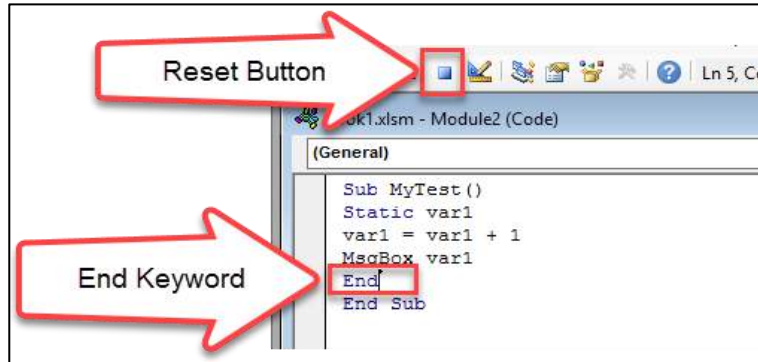 Reset Button
Ln 5, C
ok1.xlsm - Module2 (Code)
(General)
Sub MyTest()
Static var1
var1 = var1 + 1
MsgBox var1
End Keyword
End
End Sub